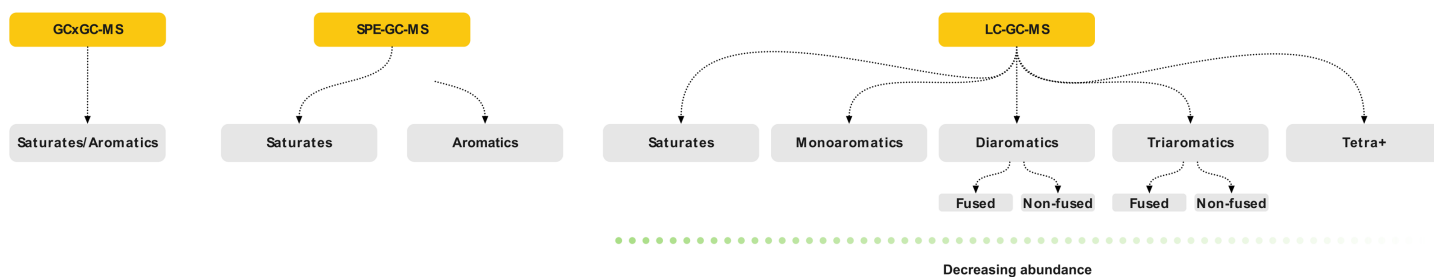 GCxGC-MS
SPE-GC-MS
LC-GC-MS
Saturates/Aromatics
Saturates
Aromatics
Saturates
Monoaromatics
Diaromatics
Triaromatics
Tetra+
Fused
Non-fused
Fused
Non-fused
Decreasing abundance